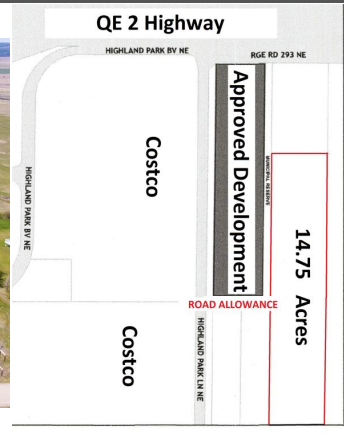 QE 2 Highway
HIGHLAND PARK BV NE
RGE RD 293 NE
HIGHLAND PARK BV NE
Costco
Approved Development
MUNICIPAL RESERVE
14.75 Acres
ROAD ALLOWANCE
Costco
HIGHLAND PARK LN NE